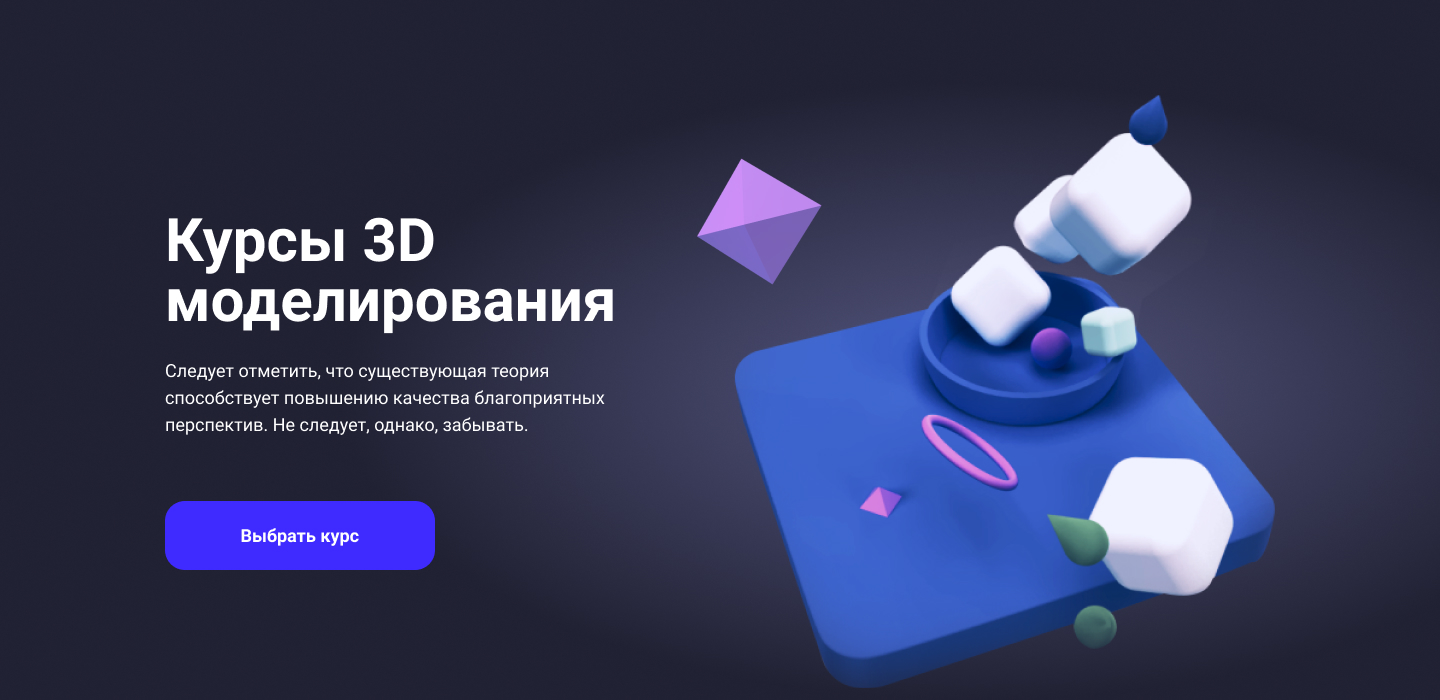 Курсы 3D
моделирования
Следует отметить, что существующая теория
способствует повышению качества благоприятных
перспектив. Не следует, однако, забывать.
Выбрать курс